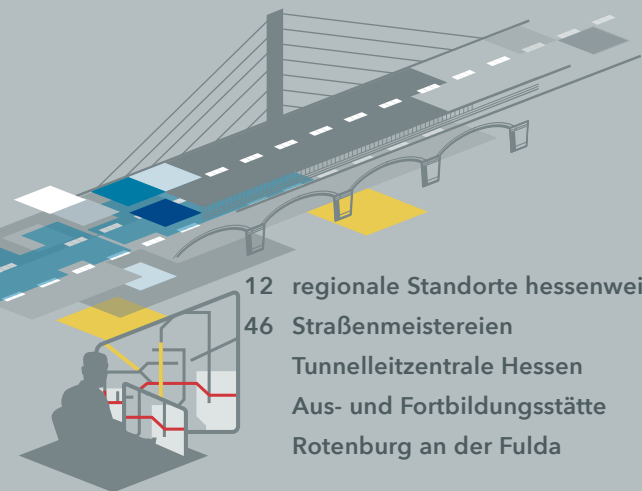 12 regionale Standorte hessenwei
46 Straßenmeistereien
Tunnelleitzentrale Hessen
Aus- und Fortbildungsstätte
Rotenburg an der Fulda